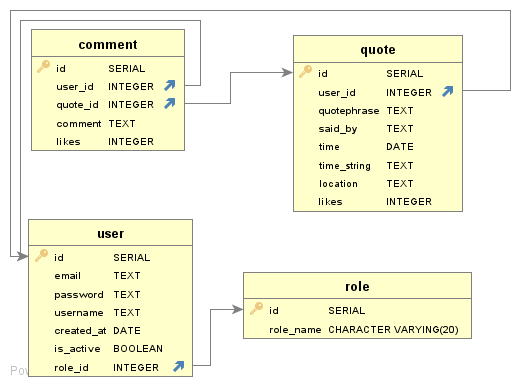 comment
id SERIAL
user_id INTEGER
quote_id INTEGER
comment TEXT
likes INTEGER
quote
id SERIAL
user_id INTEGER
quotephrase TEXT
said_by TEXT
time DATE
time_string TEXT
location TEXT
likes INTEGER
user
id SERIAL
email TEXT
password TEXT
username TEXT
created_at DATE
is_active BOOLEAN
role_id INTEGER
role
id SERIAL
role_name CHARACTER VARYING(20)